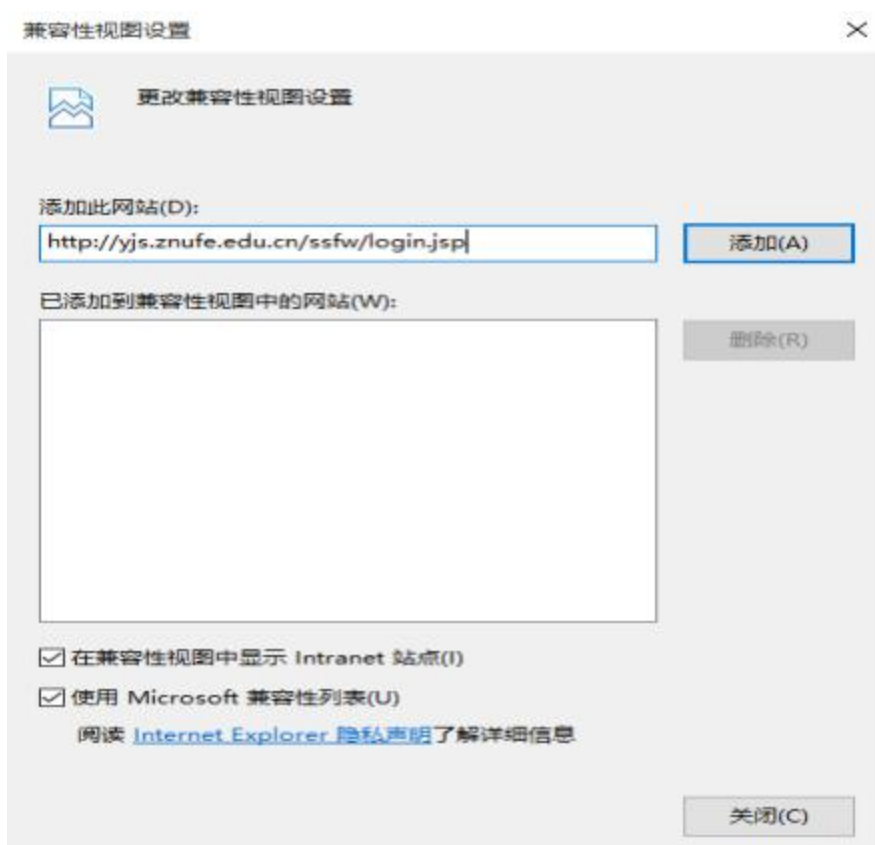 兼容性视图设置
更改兼容性视图设置
添加此网站(D):
http://yjs.znufe.edu.cn/ssfw/login.jsp
添加(A)
已添加到兼容性视图中的网站(W):
删除(R)
在兼容性视图中显示 Intranet 站点(I)
使用 Microsoft 兼容性列表(U)
阅读 Internet Explorer 隐私声明了解详细信息
关闭(C)